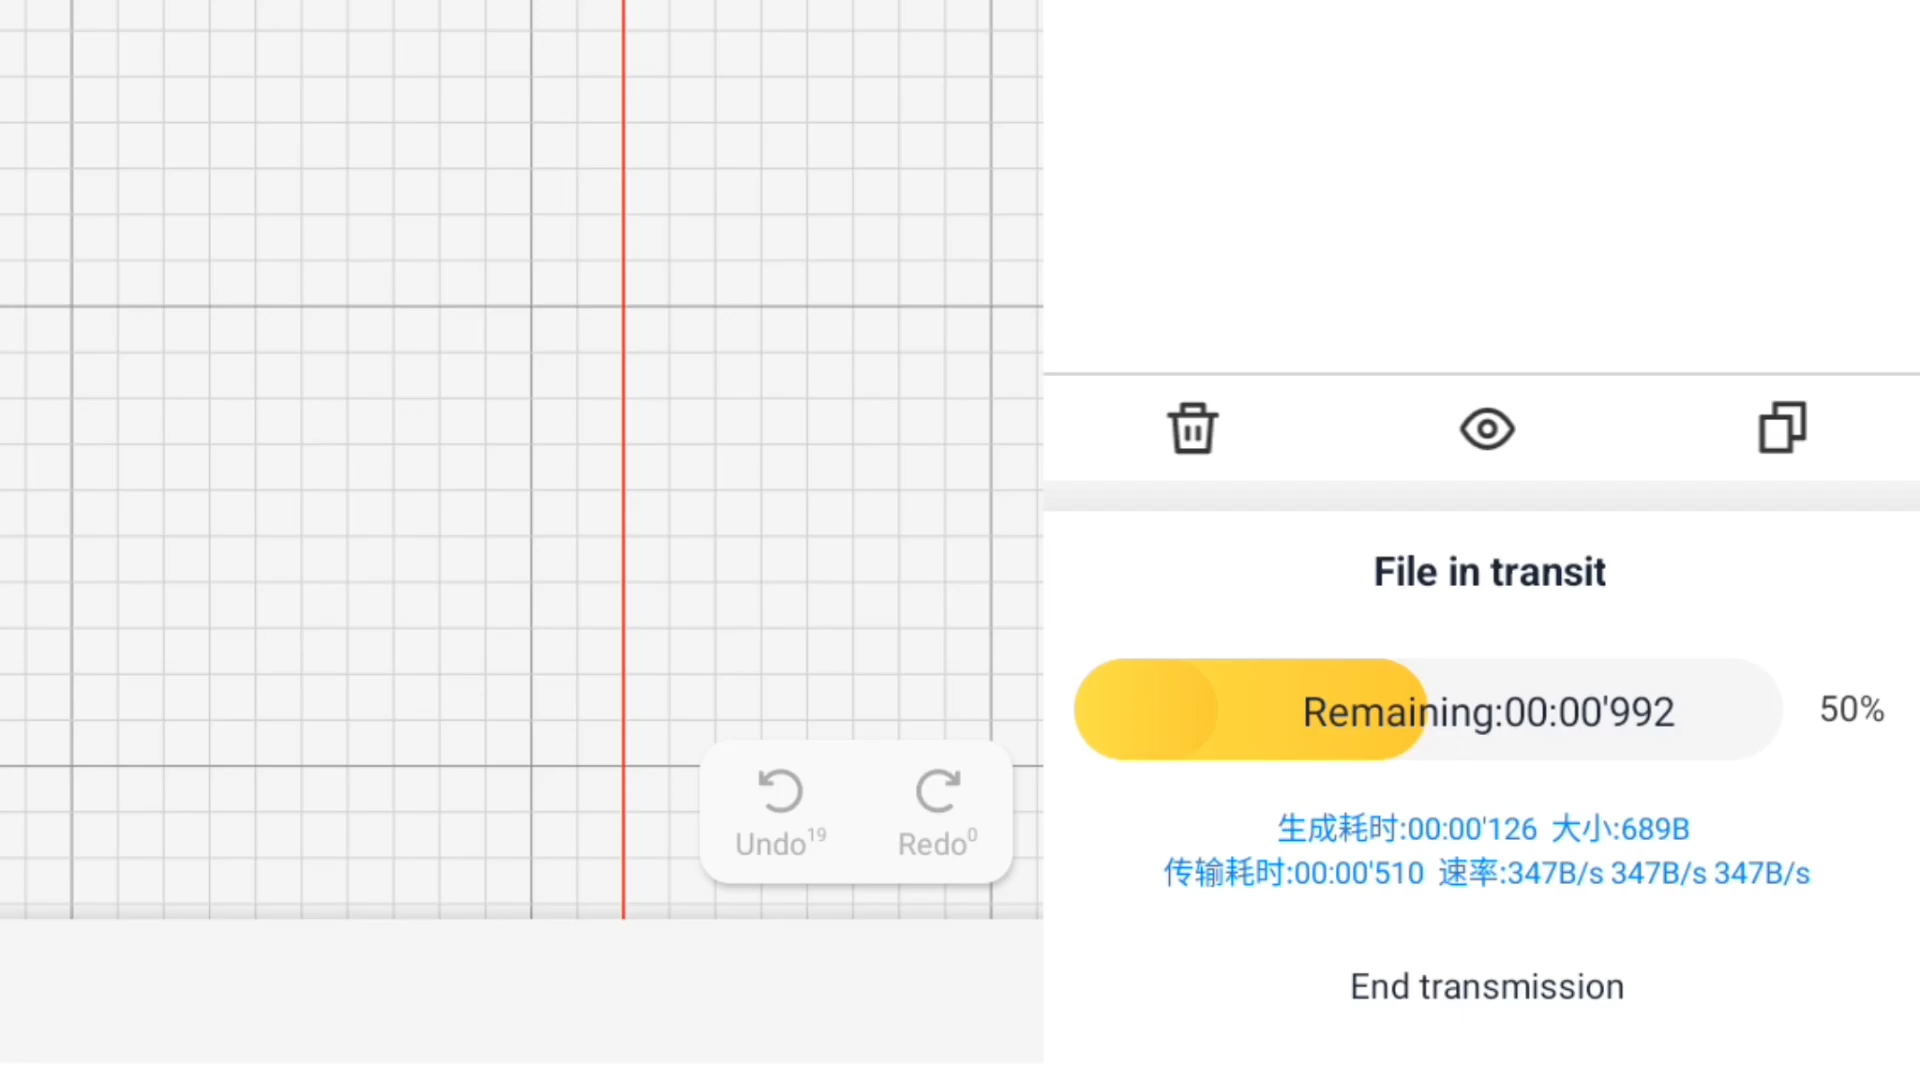 Undo19 Redo0
File in transit
Remaining:00:00'992 50%
生成耗时:00:00'126 大小:689B
传输耗时:00:00'510 速率:347B/s 347B/s 347B/s
End transmission